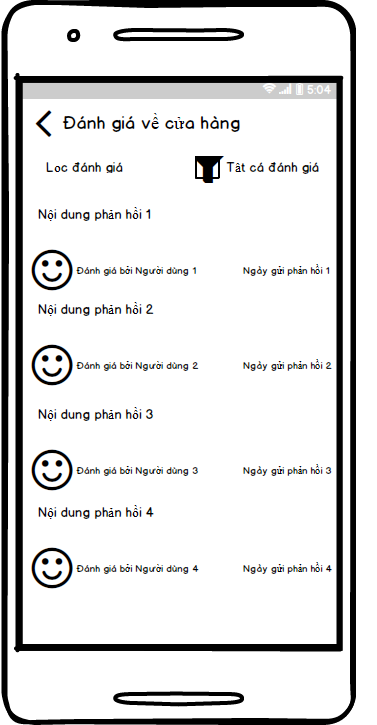 5:04
Đánh giá về cửa hàng
Lọc đánh giá Tất cả đánh giá
Nội dung phản hồi 1
Đánh giá bởi Người dùng 1 Ngày gửi phản hồi 1
Nội dung phản hồi 2
Đánh giá bởi Người dùng 2 Ngày gửi phản hồi 2
Nội dung phản hồi 3
Đánh giá bởi Người dùng 3 Ngày gửi phản hồi 3
Nội dung phản hồi 4
Đánh giá bởi Người dùng 4 Ngày gửi phản hồi 4